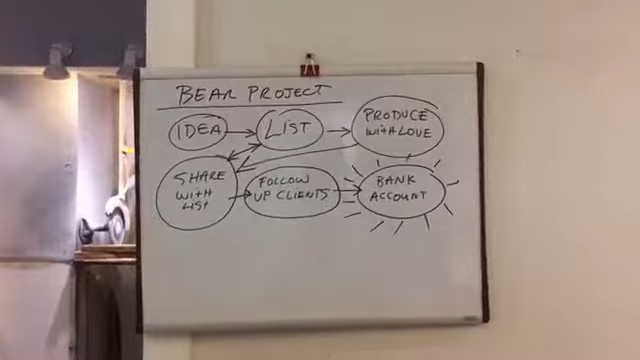 BEAR PROJECT
IDEA
LIST
PRODUCE
WITH LOVE
SHARE
WITH
LIST
FOLLOW
UP CLIENTS
BANK
ACCOUNT